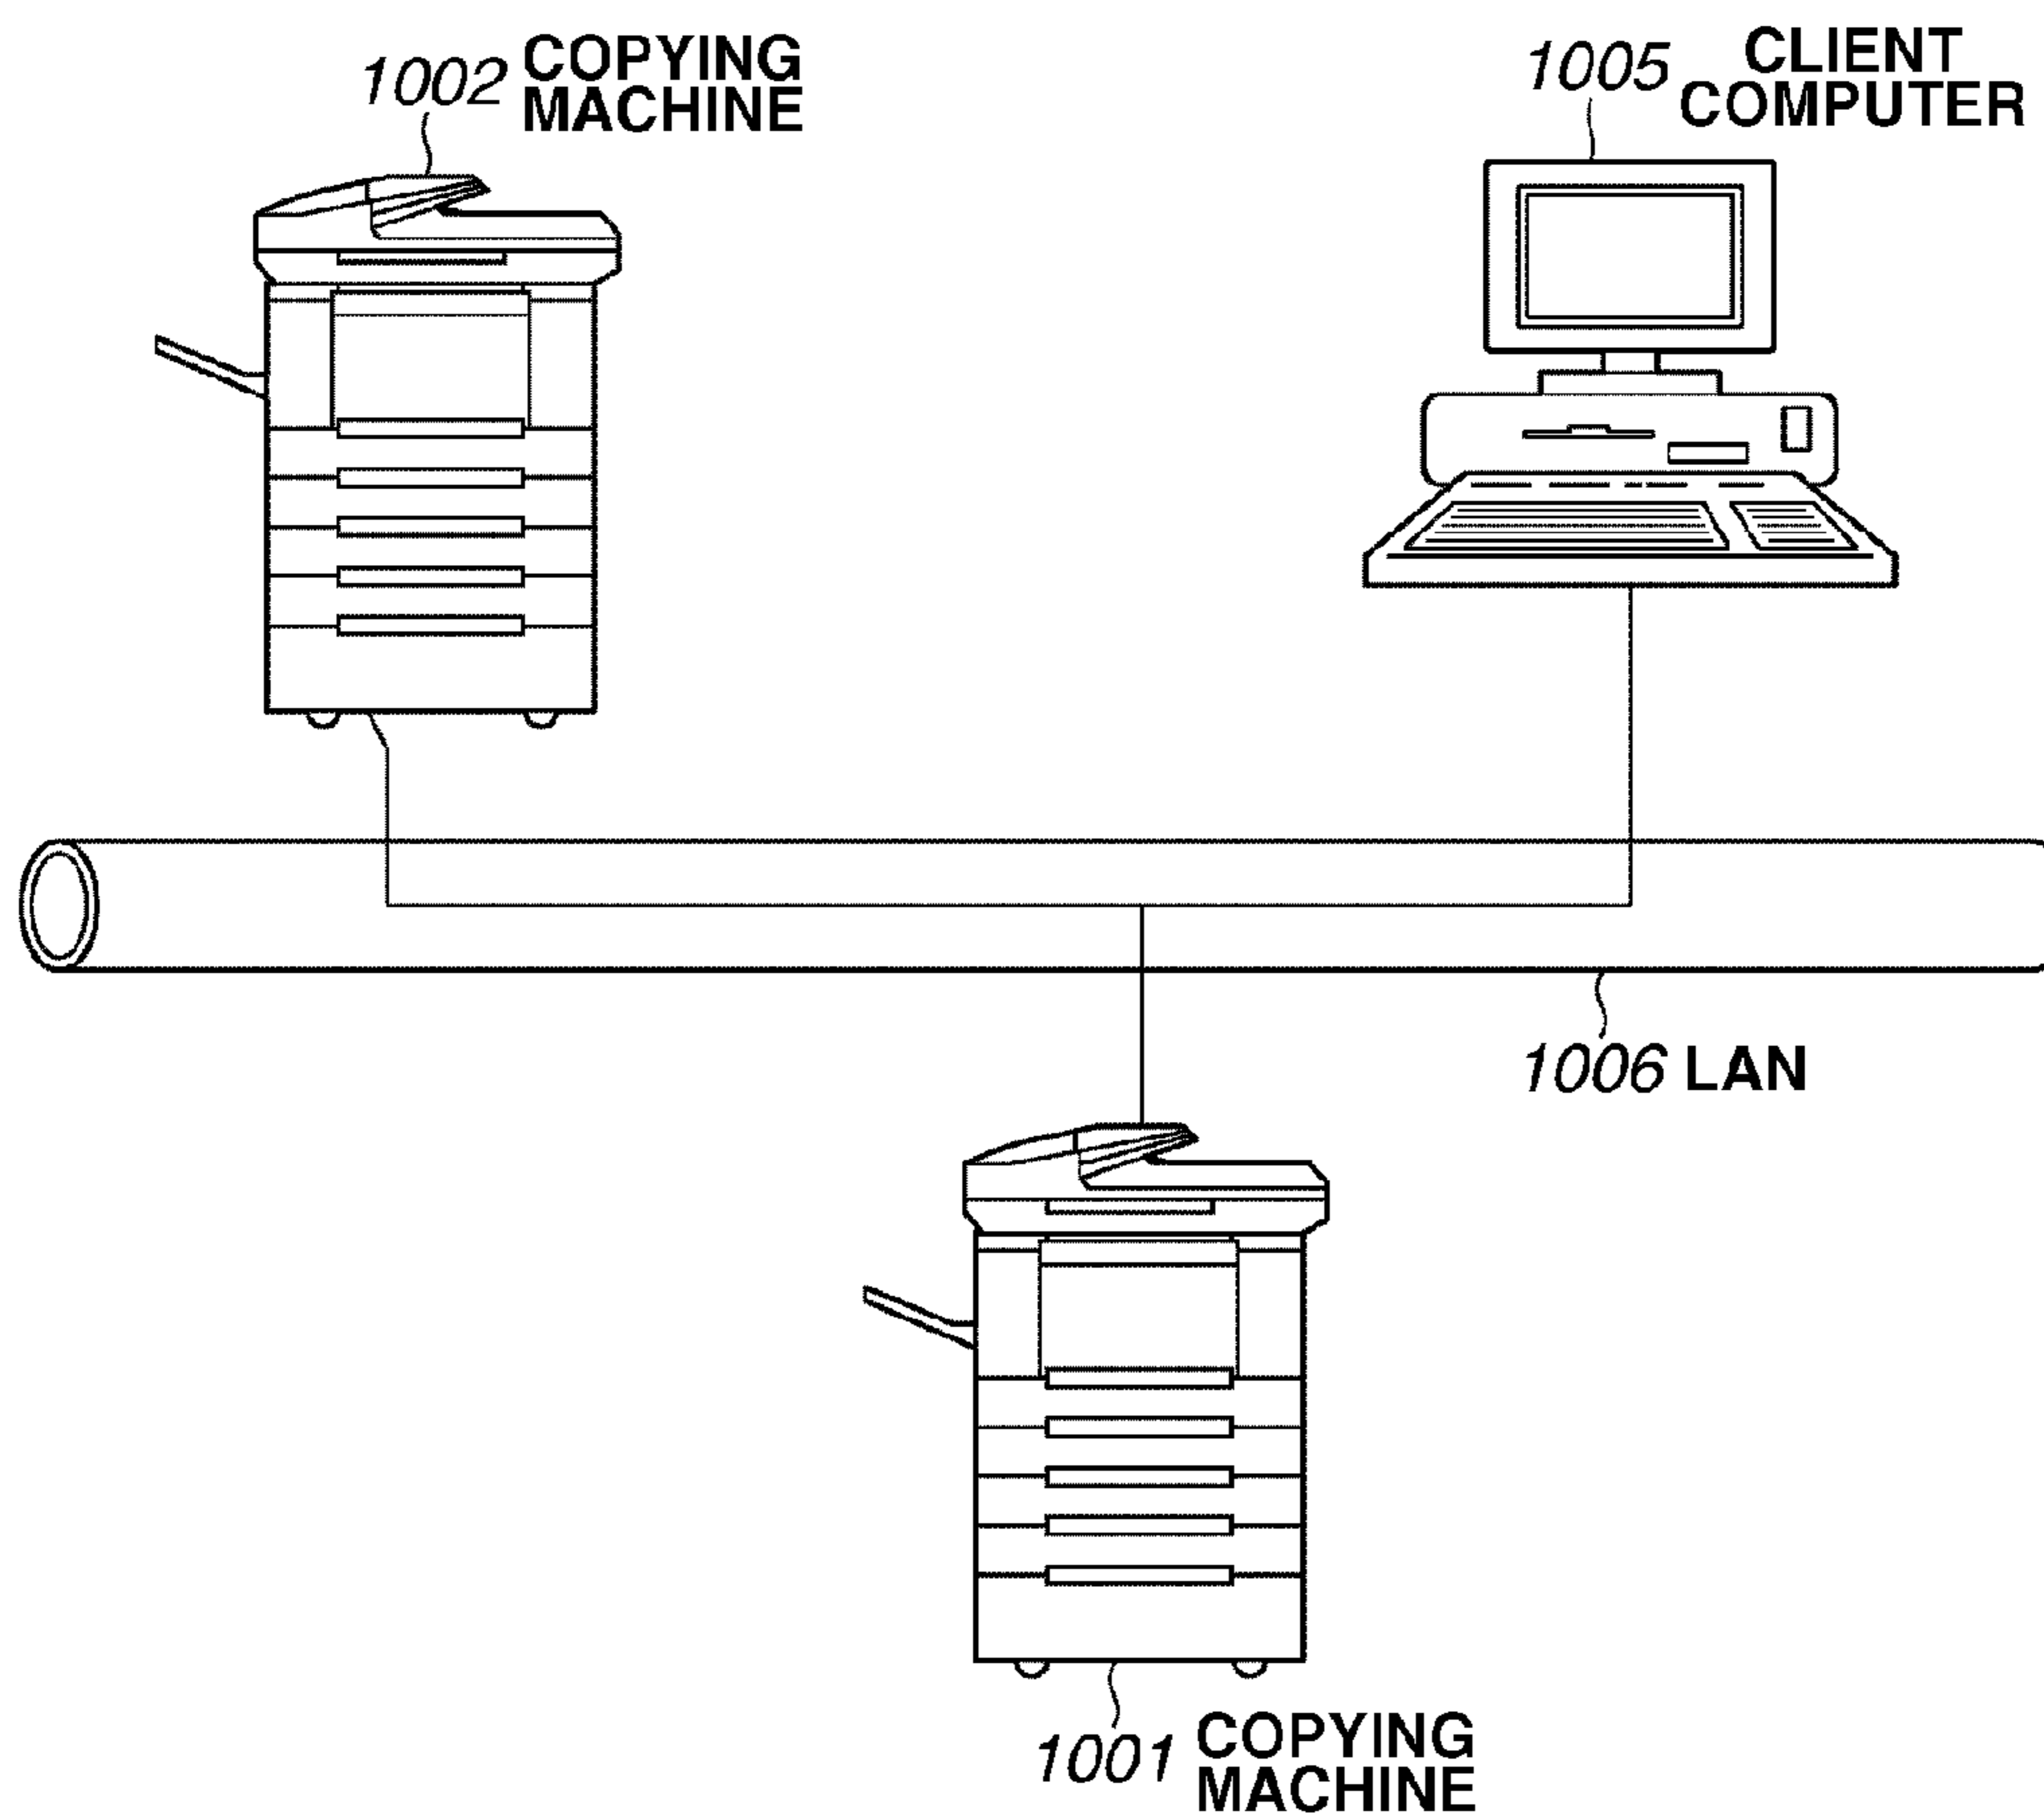 1002 COPYING
MACHINE
1005 CLIENT
COMPUTER
1006 LAN
1001 COPYING
MACHINE